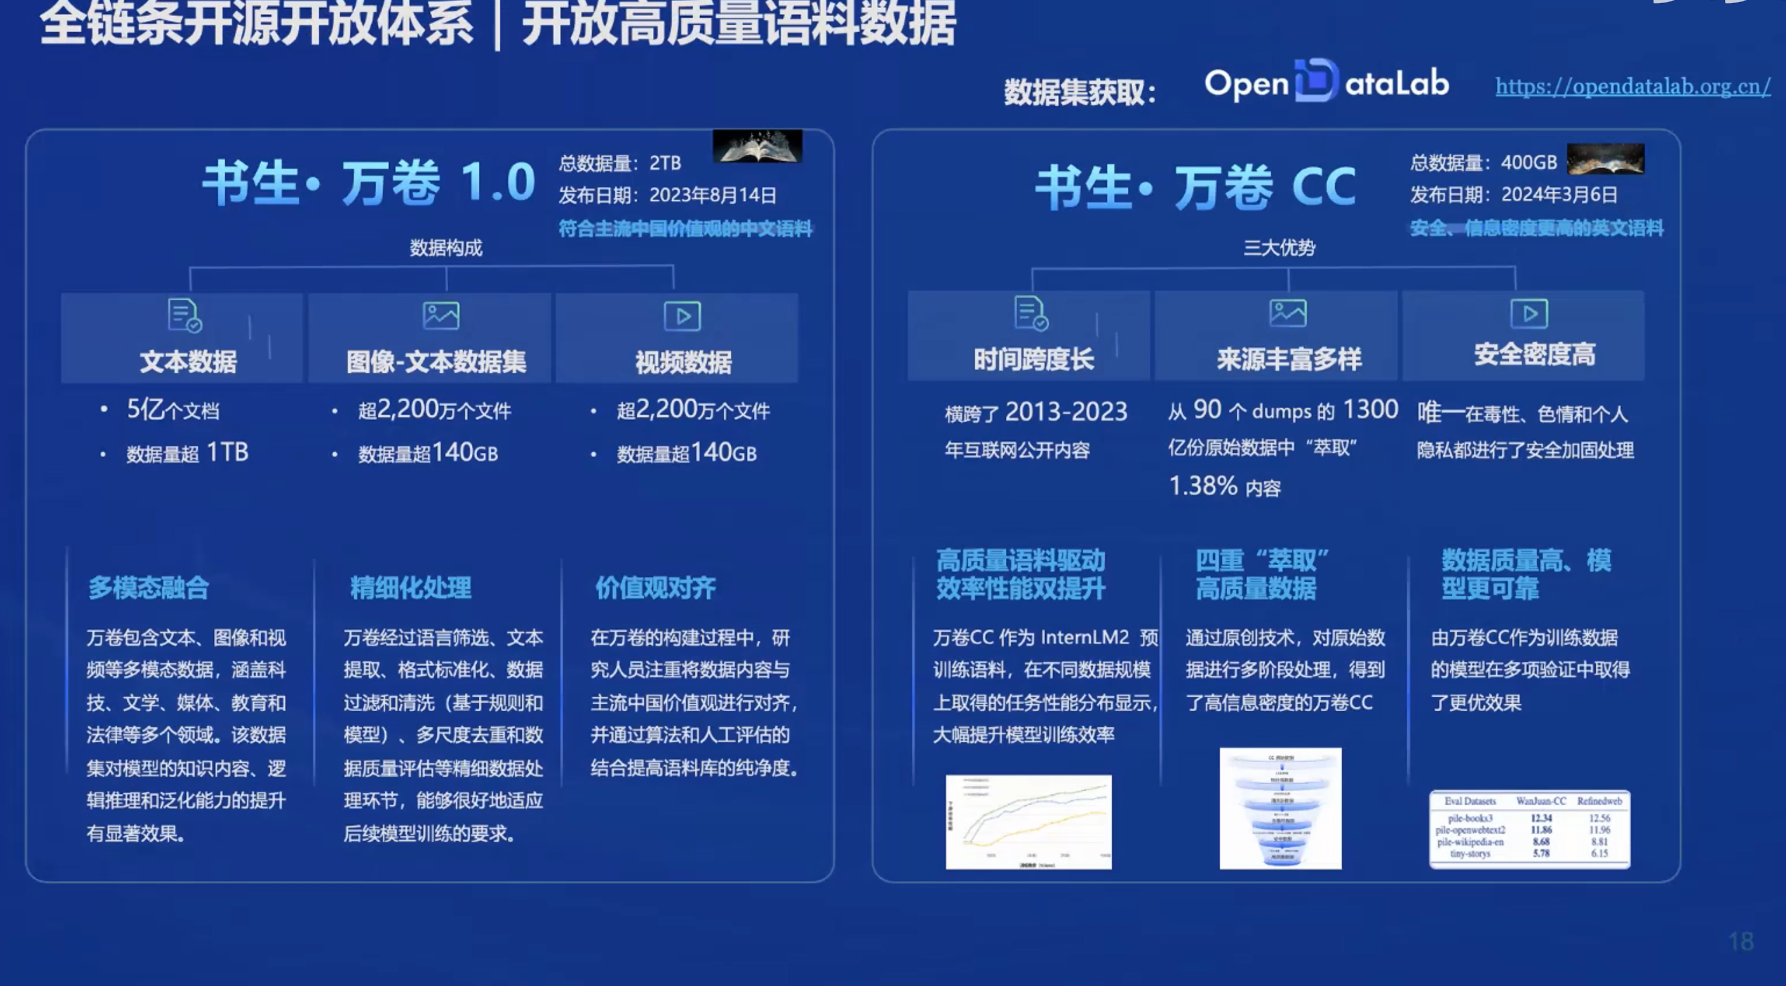 全链条开源开放体系｜开放高质量语料数据
数据集获取：
OpenDataLab
https://opendatalab.org.cn/
书生·万卷 1.0
总数据量：2TB
发布日期：2023年8月14日
符合主流中国价值观的中文语料
数据构成
文本数据
图像-文本数据集
视频数据
• 5亿个文档
• 数据量超 1TB
• 超2,200万个文件
• 数据量超140GB
• 超2,200万个文件
• 数据量超140GB
多模态融合
万卷包含文本、图像和视
频等多模态数据，涵盖科
技、文学、媒体、教育和
法律等多个领域。该数据
集对模型的知识内容、逻
辑推理和泛化能力的提升
有显著效果。
精细化处理
万卷经过语言筛选、文本
提取、格式标准化、数据
过滤和清洗（基于规则和
模型）、多尺度去重和数
据质量评估等精细数据处
理环节，能够很好地适应
后续模型训练的要求。
价值观对齐
在万卷的构建过程中，研
究人员注重将数据内容与
主流中国价值观进行对齐，
并通过算法和人工评估的
结合提高语料库的纯净度。
书生·万卷 CC
总数据量：400GB
发布日期：2024年3月6日
安全、信息密度更高的英文语料
三大优势
时间跨度长
来源丰富多样
安全密度高
横跨了 2013-2023
年互联网公开内容
从 90 个 dumps 的 1300
亿份原始数据中“萃取”
1.38% 内容
唯一在毒性、色情和个人
隐私都进行了安全加固处理
高质量语料驱动
效率性能双提升
万卷CC 作为 InternLM2 预
训练语料，在不同数据规模
上取得的任务性能分布显示，
大幅提升模型训练效率
四重“萃取”
高质量数据
通过原创技术，对原始数
据进行多阶段处理，得到
了高信息密度的万卷CC
数据质量高、模
型更可靠
由万卷CC作为训练数据
的模型在多项验证中取得
了更优效果
Eval Datasets WanJuan-CC Refinedweb
pile-books3 12.34 12.56
pile-openwebtext2 11.86 11.96
pile-wikipedia-en 8.68 8.81
tiny-storys 5.78 6.15
18